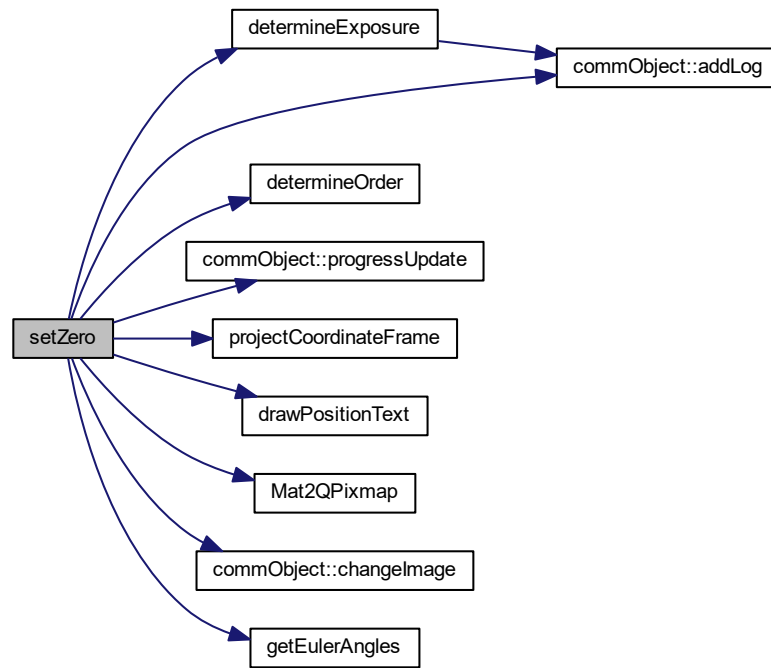 determineExposure
commObject::addLog
determineOrder
commObject::progressUpdate
setZero
projectCoordinateFrame
drawPositionText
Mat2QPixmap
commObject::changeImage
getEulerAngles